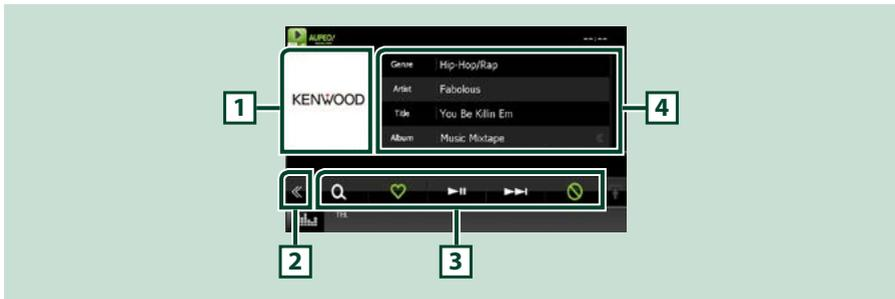 AUPEO!
--:--
Genre Hip-Hop/Rap
Artist Fabolous
Title You Be Killin Em
Album Music Mixtape
KENWOOD
1
4
TEL
2
3